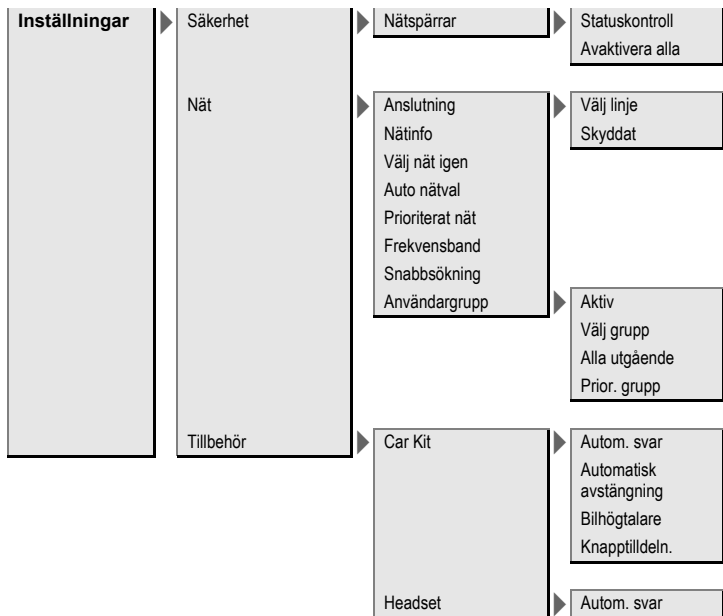 Inställningar
Säkerhet
Nätspärrar
Statuskontroll
Avaktivera alla
Nät
Anslutning
Välj linje
Skyddat
Nätinfo
Välj nät igen
Auto nätval
Prioriterat nät
Frekvensband
Snabbsökning
Användargrupp
Aktiv
Välj grupp
Alla utgående
Prior. grupp
Tillbehör
Car Kit
Autom. svar
Automatisk
avstängning
Bilhögtalare
Knapptilldeln.
Headset
Autom. svar